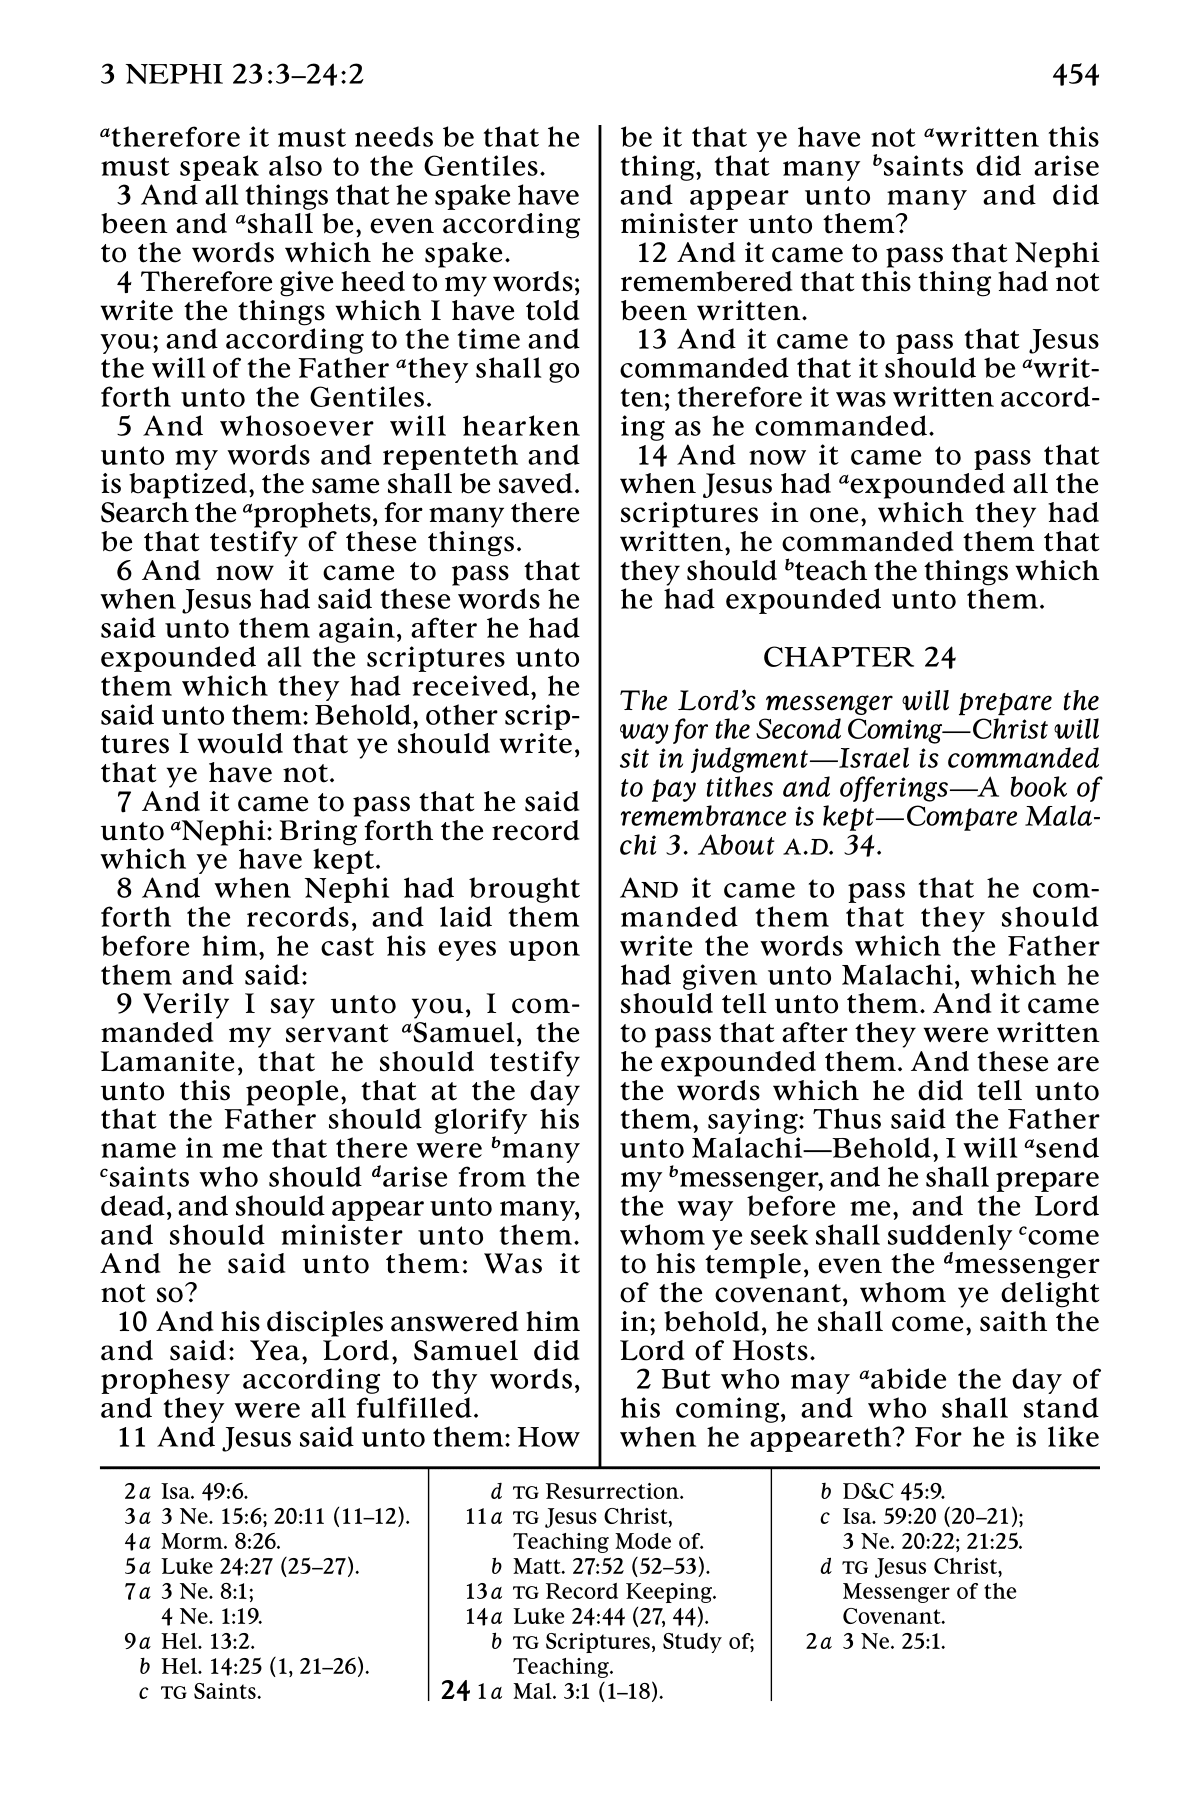 3 NEPHI 23:3–24:2
454
atherefore it must needs be that he
must speak also to the Gentiles.
3 And all things that he spake have
been and ashall be, even according
to the words which he spake.
4 Therefore give heed to my words;
write the things which I have told
you; and according to the time and
the will of the Father athey shall go
forth unto the Gentiles.
5 And whosoever will hearken
unto my words and repenteth and
is baptized, the same shall be saved.
Search the aprophets, for many there
be that testify of these things.
6 And now it came to pass that
when Jesus had said these words he
said unto them again, after he had
expounded all the scriptures unto
them which they had received, he
said unto them: Behold, other scrip-
tures I would that ye should write,
that ye have not.
7 And it came to pass that he said
unto aNephi: Bring forth the record
which ye have kept.
8 And when Nephi had brought
forth the records, and laid them
before him, he cast his eyes upon
them and said:
9 Verily I say unto you, I com-
manded my servant aSamuel, the
Lamanite, that he should testify
unto this people, that at the day
that the Father should glorify his
name in me that there were bmany
csaints who should darise from the
dead, and should appear unto many,
and should minister unto them.
And he said unto them: Was it
not so?
10 And his disciples answered him
and said: Yea, Lord, Samuel did
prophesy according to thy words,
and they were all fulfilled.
11 And Jesus said unto them: How
be it that ye have not awritten this
thing, that many bsaints did arise
and appear unto many and did
minister unto them?
12 And it came to pass that Nephi
remembered that this thing had not
been written.
13 And it came to pass that Jesus
commanded that it should be awrit-
ten; therefore it was written accord-
ing as he commanded.
14 And now it came to pass that
when Jesus had aexpounded all the
scriptures in one, which they had
written, he commanded them that
they should bteach the things which
he had expounded unto them.
CHAPTER 24
The Lord’s messenger will prepare the
way for the Second Coming—Christ will
sit in judgment—Israel is commanded
to pay tithes and offerings—A book of
remembrance is kept—Compare Mala-
chi 3. About A.D. 34.
AND it came to pass that he com-
manded them that they should
write the words which the Father
had given unto Malachi, which he
should tell unto them. And it came
to pass that after they were written
he expounded them. And these are
the words which he did tell unto
them, saying: Thus said the Father
unto Malachi—Behold, I will asend
my bmessenger, and he shall prepare
the way before me, and the Lord
whom ye seek shall suddenly ccome
to his temple, even the dmessenger
of the covenant, whom ye delight
in; behold, he shall come, saith the
Lord of Hosts.
2 But who may aabide the day of
his coming, and who shall stand
when he appeareth? For he is like
2a Isa. 49:6.
3a 3 Ne. 15:6; 20:11 (11–12).
4a Morm. 8:26.
5a Luke 24:27 (25–27).
7a 3 Ne. 8:1;
4 Ne. 1:19.
9a Hel. 13:2.
b Hel. 14:25 (1, 21–26).
c TG Saints.
d TG Resurrection.
11a TG Jesus Christ,
Teaching Mode of.
b Matt. 27:52 (52–53).
13a TG Record Keeping.
14a Luke 24:44 (27, 44).
b TG Scriptures, Study of;
Teaching.
24 1a Mal. 3:1 (1–18).
b D&C 45:9.
c Isa. 59:20 (20–21);
3 Ne. 20:22; 21:25.
d TG Jesus Christ,
Messenger of the
Covenant.
2a 3 Ne. 25:1.